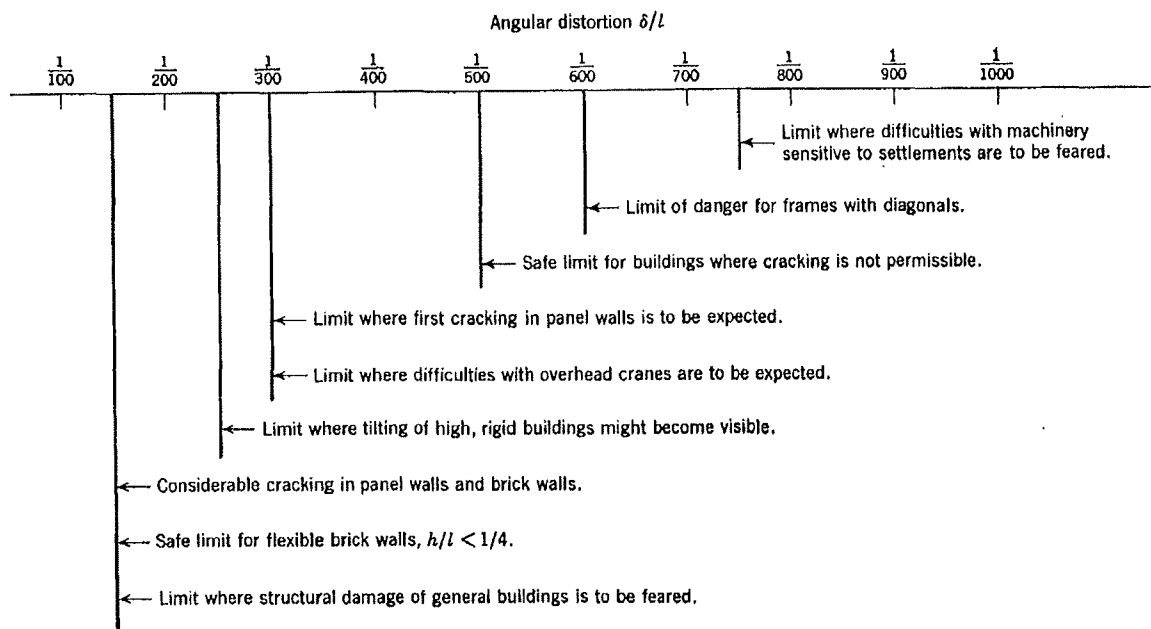 Angular distortion δ/l
1/100 1/200 1/300 1/400 1/500 1/600 1/700 1/800 1/900 1/1000
Limit where difficulties with machinery
sensitive to settlements are to be feared.
Limit of danger for frames with diagonals.
Safe limit for buildings where cracking is not permissible.
Limit where first cracking in panel walls is to be expected.
Limit where difficulties with overhead cranes are to be expected.
Limit where tilting of high, rigid buildings might become visible.
Considerable cracking in panel walls and brick walls.
Safe limit for flexible brick walls, h/l < 1/4.
Limit where structural damage of general buildings is to be feared.